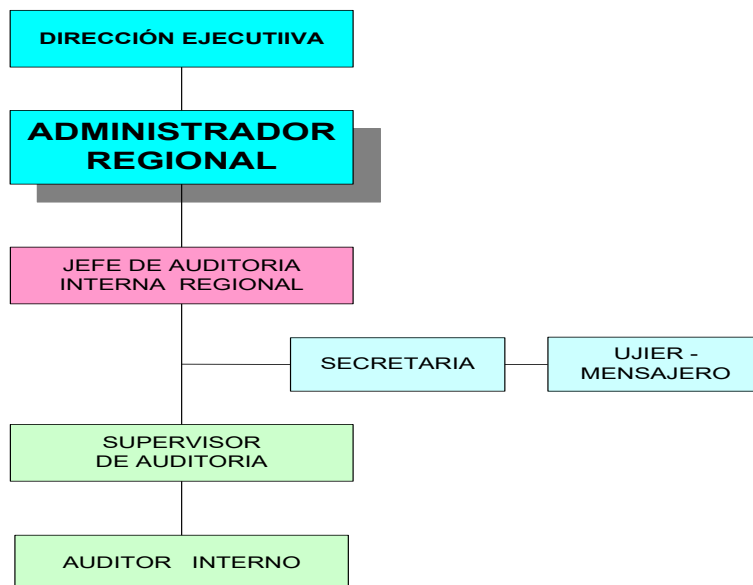 DIRECCIÓN EJECUTIIVA
ADMINISTRADOR
REGIONAL
JEFE DE AUDITORIA
INTERNA REGIONAL
SECRETARIA
UJIER -
MENSAJERO
SUPERVISOR
DE AUDITORIA
AUDITOR INTERNO